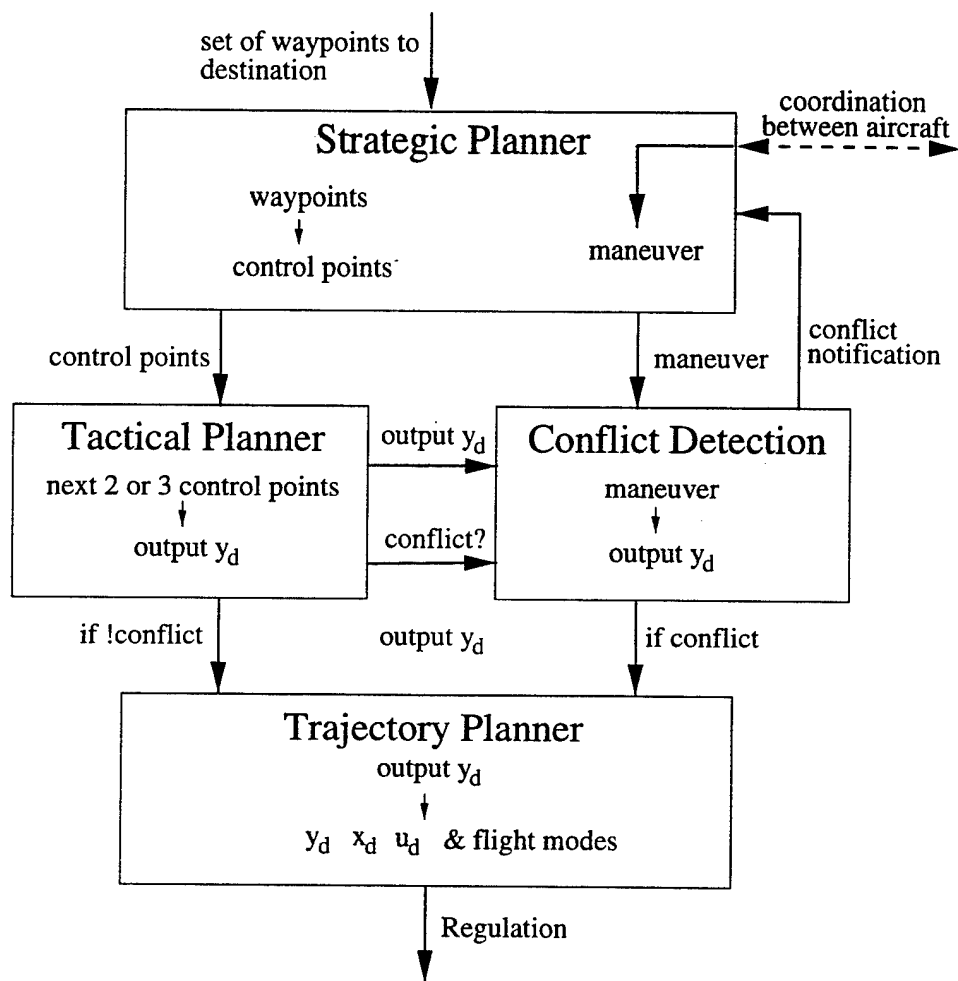 set of waypoints to
destination
coordination
between aircraft
Strategic Planner
waypoints
control points
maneuver
control points
maneuver
conflict
notification
Tactical Planner
next 2 or 3 control points
output y_d
output y_d
conflict?
Conflict Detection
maneuver
output y_d
if !conflict
output y_d
if conflict
Trajectory Planner
output y_d
y_d x_d u_d & flight modes
Regulation